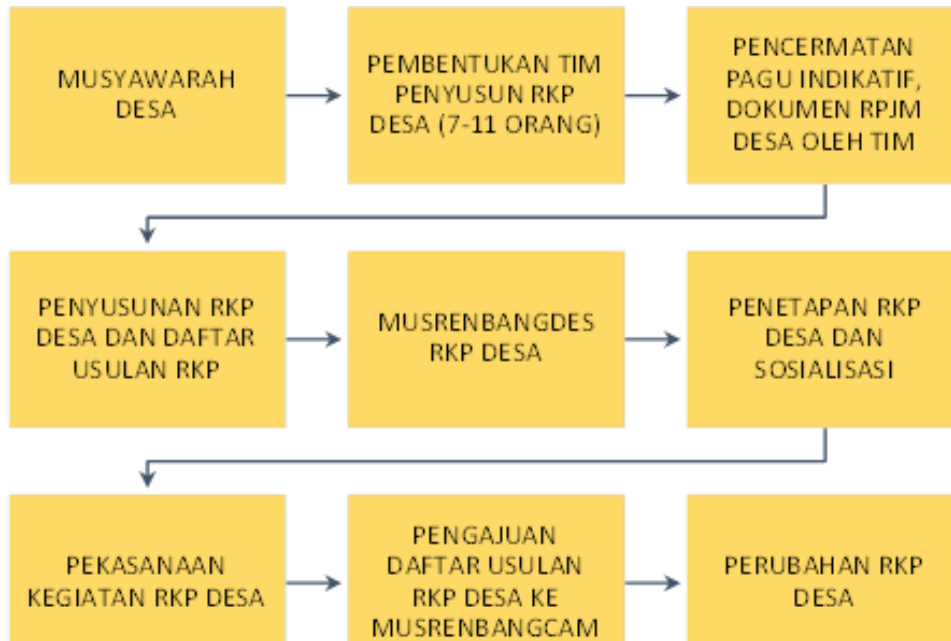 MUSYAWARAH
DESA
PEMBENTUKAN TIM
PENYUSUN RKP
DESA (7-11 ORANG)
PENCERMATAN
PAGU INDIKATIF,
DOKUMEN RPJM
DESA OLEH TIM
PENYUSUNAN RKP
DESA DAN DAFTAR
USULAN RKP
MUSRENBANGDES
RKP DESA
PENETAPAN RKP
DESA DAN
SOSIALISASI
PEKASANAAN
KEGIATAN RKP DESA
PENGAJUAN
DAFTAR USULAN
RKP DESA KE
MUSRENBANGCAM
PERUBAHAN RKP
DESA